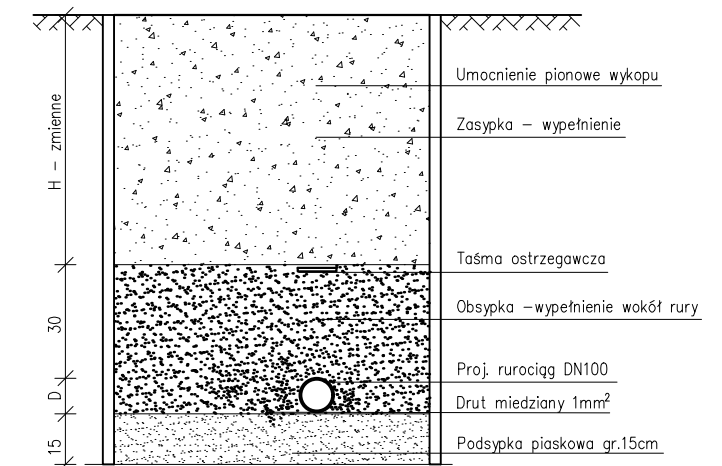 Umocnienie pionowe wykopu
Zasypka – wypełnienie
H – zmienne
Taśma ostrzegawcza
Obsypka –wypełnienie wokół rury
30
Proj. rurociąg DN100
D
Drut miedziany 1mm²
15
Podsypka piaskowa gr.15cm